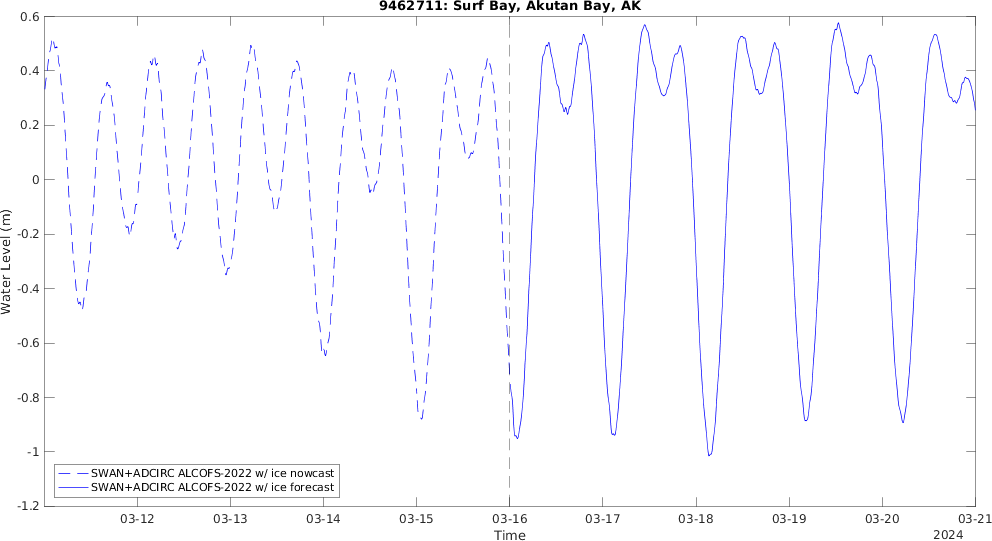 9462711: Surf Bay, Akutan Bay, AK
0.6
0.4
0.2
0
-0.2
-0.4
-0.6
-0.8
-1
-1.2
Water Level (m)
SWAN+ADCIRC ALCOFS-2022 w/ ice nowcast
SWAN+ADCIRC ALCOFS-2022 w/ ice forecast
03-12 03-13 03-14 03-15 03-16 03-17 03-18 03-19 03-20 03-21
Time
2024